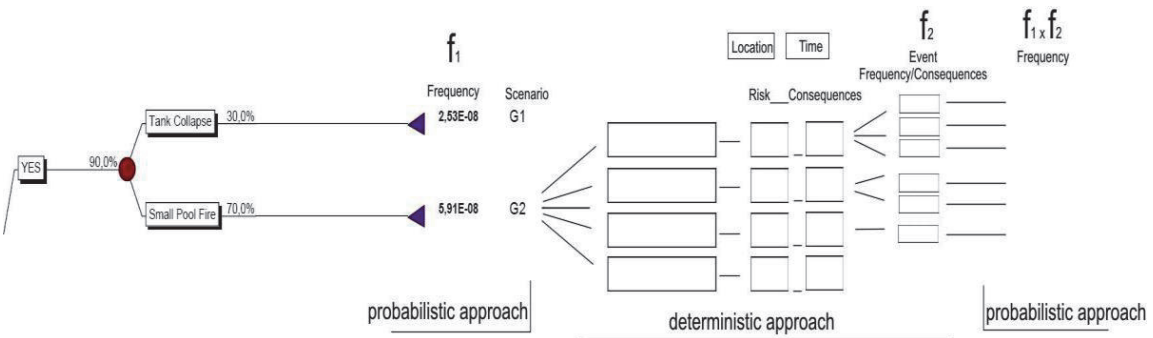 f1
f2
f1 x f2
Location
Time
Event
Frequency
Frequency/Consequences
Frequency
Scenario
Risk___Consequences
Tank Collapse
30,0%
2,53E-08
G1
YES
90,0%
Small Pool Fire
70,0%
5,91E-08
G2
probabilistic approach
deterministic approach
probabilistic approach